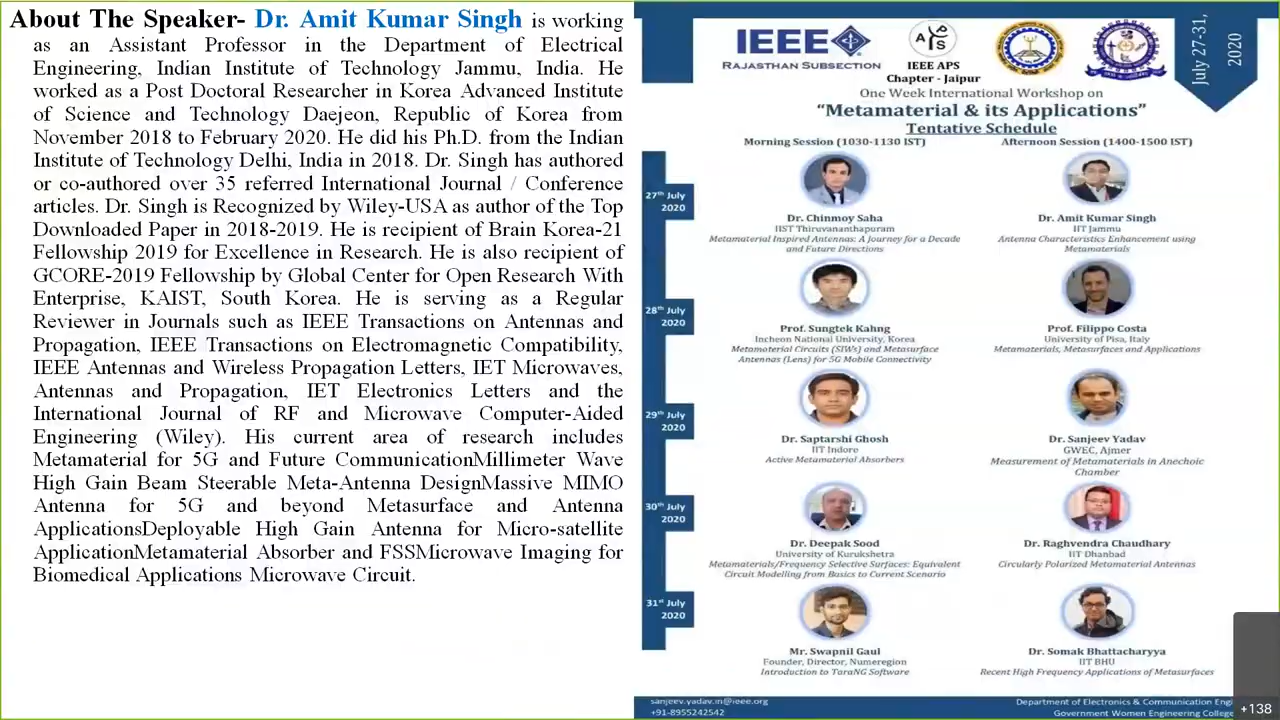 About The Speaker- Dr. Amit Kumar Singh is working
as an Assistant Professor in the Department of Electrical
Engineering, Indian Institute of Technology Jammu, India. He
worked as a Post Doctoral Researcher in Korea Advanced Institute
of Science and Technology Daejeon, Republic of Korea from
November 2018 to February 2020. He did his Ph.D. from the Indian
Institute of Technology Delhi, India in 2018. Dr. Singh has authored
or co-authored over 35 referred International Journal / Conference
articles. Dr. Singh is Recognized by Wiley-USA as author of the Top
Downloaded Paper in 2018-2019. He is recipient of Brain Korea-21
Fellowship 2019 for Excellence in Research. He is also recipient of
GCORE-2019 Fellowship by Global Center for Open Research With
Enterprise, KAIST, South Korea. He is serving as a Regular
Reviewer in Journals such as IEEE Transactions on Antennas and
Propagation, IEEE Transactions on Electromagnetic Compatibility,
IEEE Antennas and Wireless Propagation Letters, IET Microwaves,
Antennas and Propagation, IET Electronics Letters and the
International Journal of RF and Microwave Computer-Aided
Engineering (Wiley). His current area of research includes
Metamaterial for 5G and Future CommunicationMillimeter Wave
High Gain Beam Steerable Meta-Antenna DesignMassive MIMO
Antenna for 5G and beyond Metasurface and Antenna
ApplicationsDeployable High Gain Antenna for Micro-satellite
ApplicationMetamaterial Absorber and FSSsMicrowave Imaging for
Biomedical Applications Microwave Circuit.
IEEE
RAJASTHAN SUBSECTION
APS
IEEE APS
Chapter - Jaipur
July 27-31,
2020
One Week International Workshop on
“Metamaterial & its Applications”
Tentative Schedule
Morning Session (1030-1130 IST)
Afternoon Session (1400-1500 IST)
27th July
2020
Dr. Chinmoy Saha
IIST Thiruvananthapuram
Metamaterial Inspired Antennas: A Journey for a Decade
and Future Directions
Dr. Amit Kumar Singh
IIT Jammu
Antenna Characteristics Enhancement using
Metamaterials
28th July
2020
Prof. Sungtek Kahng
Incheon National University, Korea
Metamaterial Circuits (SIWs) and Metasurface
Antennas (Lens) for 5G Mobile Connectivity
Prof. Filippo Costa
University of Pisa, Italy
Metamaterials, Metasurfaces and Applications
29th July
2020
Dr. Saptarshi Ghosh
IIT Indore
Active Metamaterial Absorbers
Dr. Sanjeev Yadav
GWEC, Ajmer
Measurement of Metamaterials in Anechoic
Chamber
30th July
2020
Dr. Deepak Sood
University of Kurukshetra
Metamaterials/Frequency Selective Surfaces: Equivalent
Circuit Modelling from Basics to Current Scenario
Dr. Raghvendra Chaudhary
IIT Dhanbad
Circularly Polarized Metamaterial Antennas
31st July
2020
Mr. Swapnil Gaul
Founder, Director, Numeregion
Introduction to TaraNG Software
Dr. Somak Bhattacharyya
IIT BHU
Recent High Frequency Applications of Metasurfaces
sanjeev.yadav.in@ieee.org
+91-8955242542
Department of Electronics & Communication Engi
Government Women Engineering College
+138